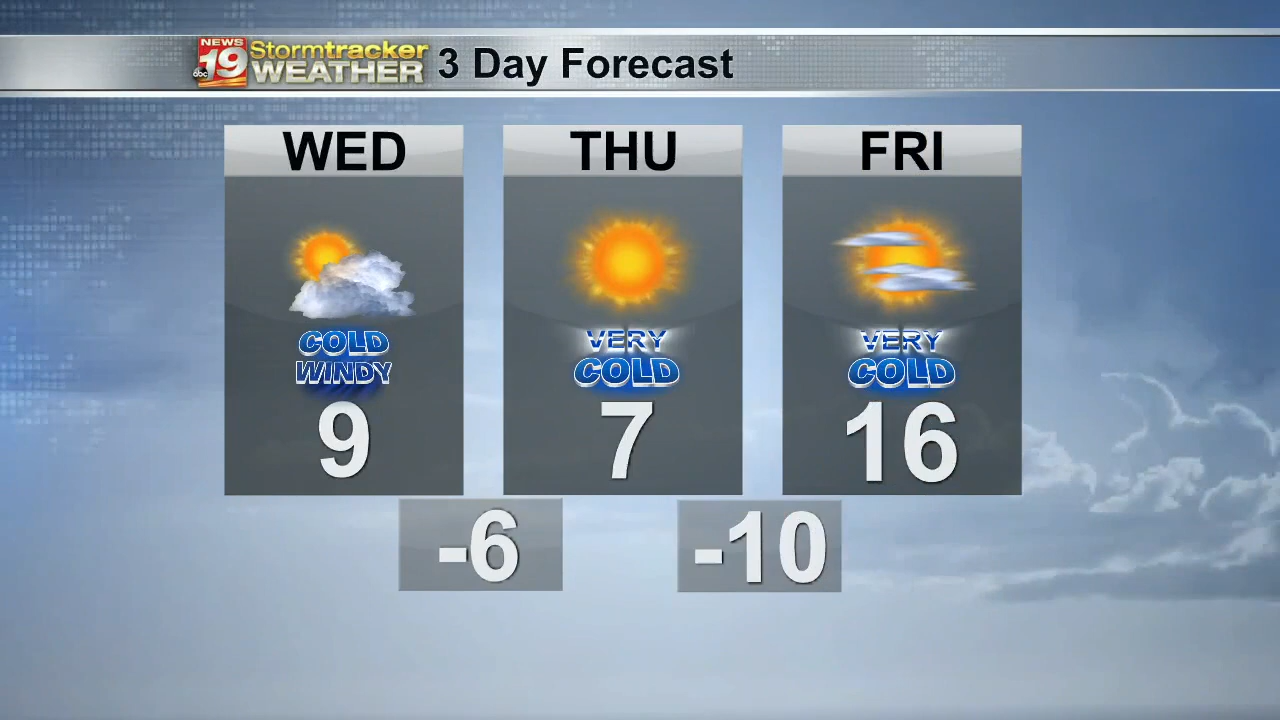 NEWS
abc 19
Stormtracker
WEATHER
3 Day Forecast
WED
THU
FRI
COLD
WINDY
VERY
COLD
VERY
COLD
9
7
16
-6
-10